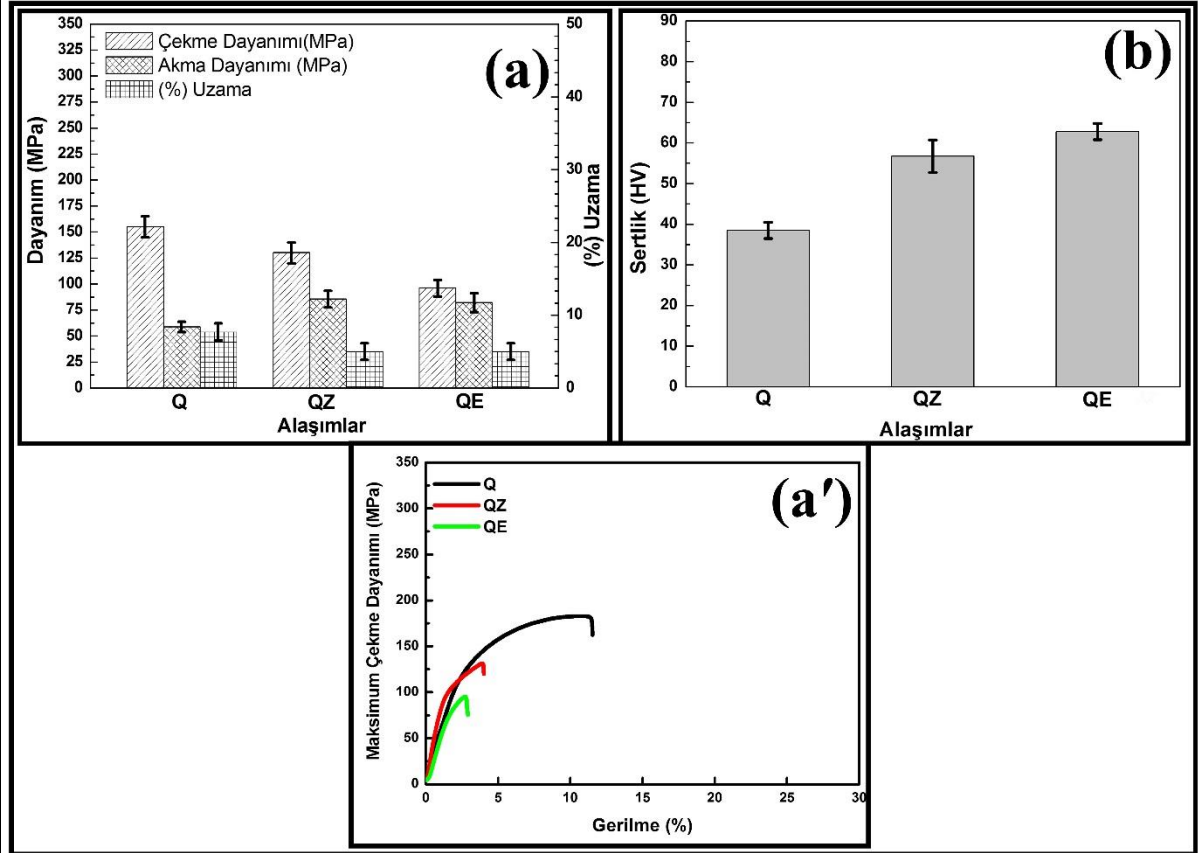 (a)
Çekme Dayanımı(MPa)
Akma Dayanımı (MPa)
(%) Uzama
Dayanım (MPa)
350
325
300
275
250
225
200
175
150
125
100
75
50
25
0
50
40
30
20
10
0
(%) Uzama
Q QZ QE
Alaşımlar
(b)
Sertlik (HV)
90
80
70
60
50
40
30
20
10
0
Q QZ QE
Alaşımlar
(a′)
Q
QZ
QE
Maksimum Çekme Dayanımı (MPa)
350
300
250
200
150
100
50
0
0 5 10 15 20 25 30
Gerilme (%)